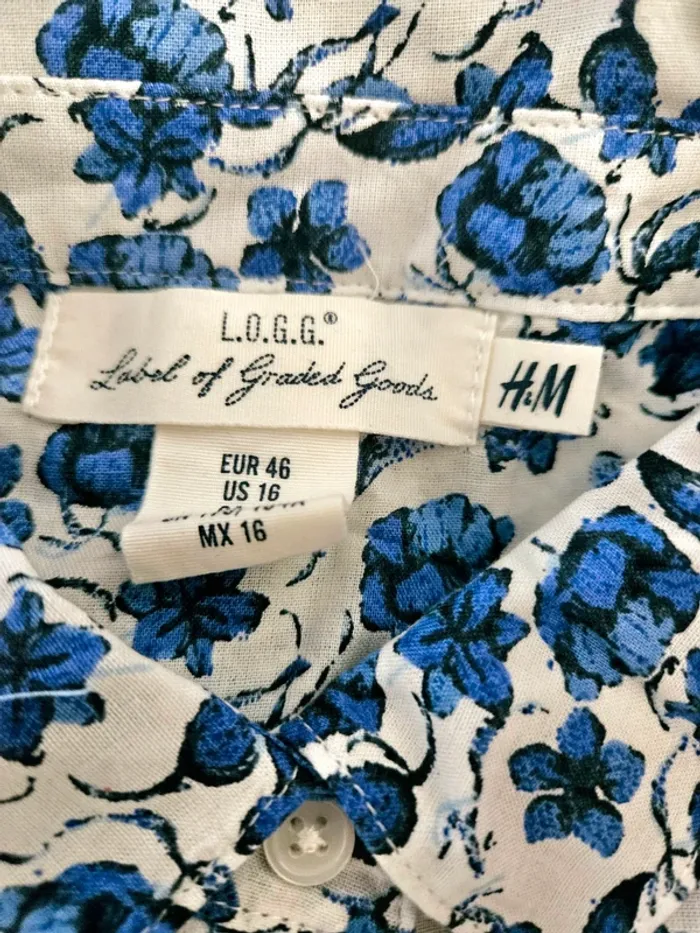 L.O.G.G.®
Label of Graded Goods
H&M
EUR 46
US 16
MX 16